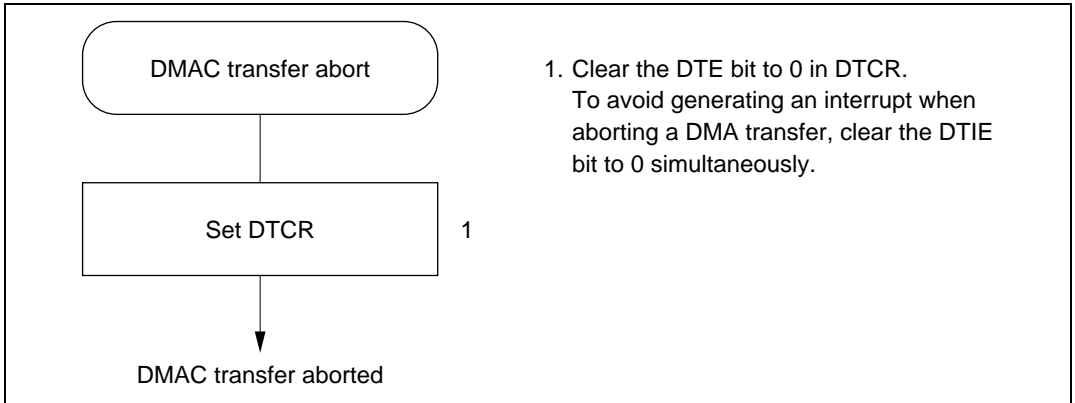 DMAC transfer abort
1. Clear the DTE bit to 0 in DTCR.
To avoid generating an interrupt when
aborting a DMA transfer, clear the DTIE
bit to 0 simultaneously.
Set DTCR
1
DMAC transfer aborted